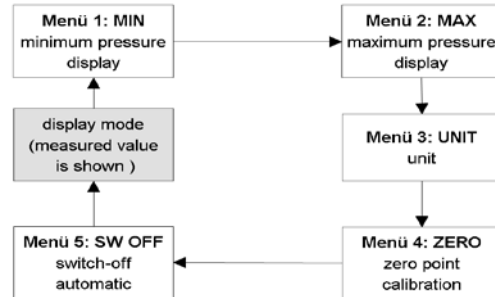 Menü 1: MIN
minimum pressure
display
Menü 2: MAX
maximum pressure
display
display mode
(measured value
is shown )
Menü 3: UNIT
unit
Menü 5: SW OFF
switch-off
automatic
Menü 4: ZERO
zero point
calibration